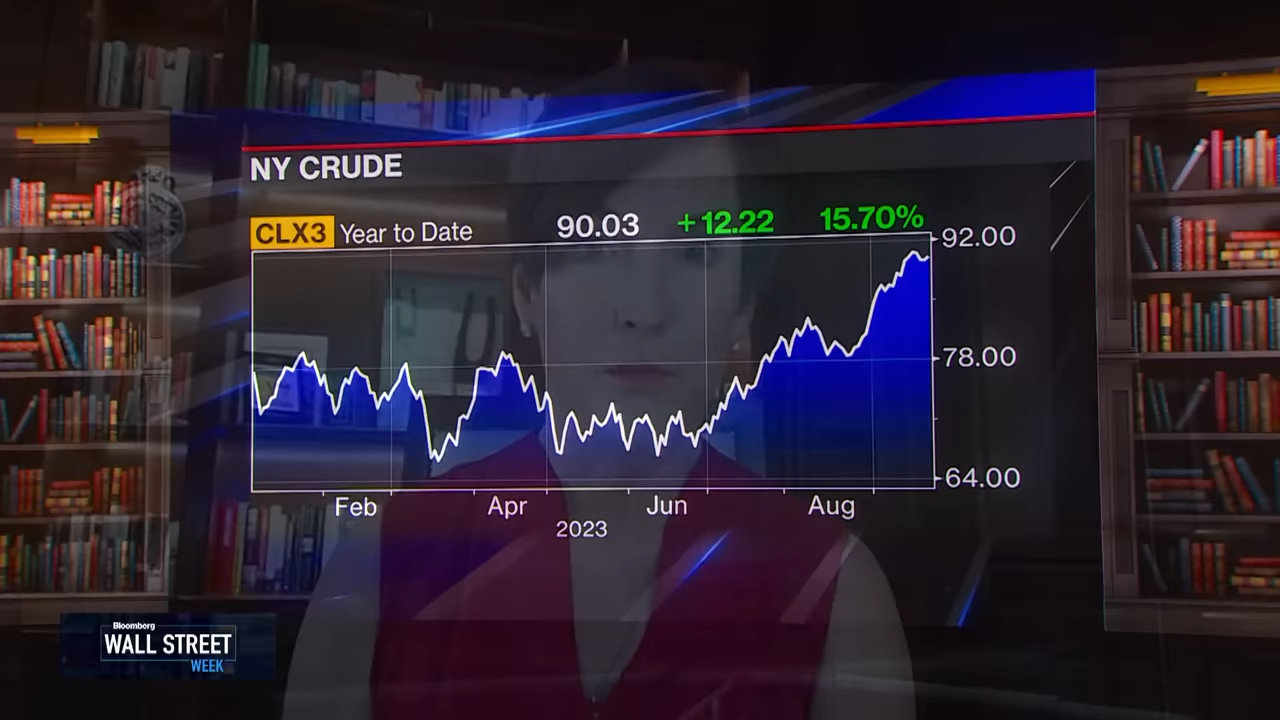 NY CRUDE
CLX3 Year to Date 90.03 +12.22 15.70%
92.00
78.00
64.00
Feb Apr Jun Aug
2023
Bloomberg
WALL STREET
WEEK